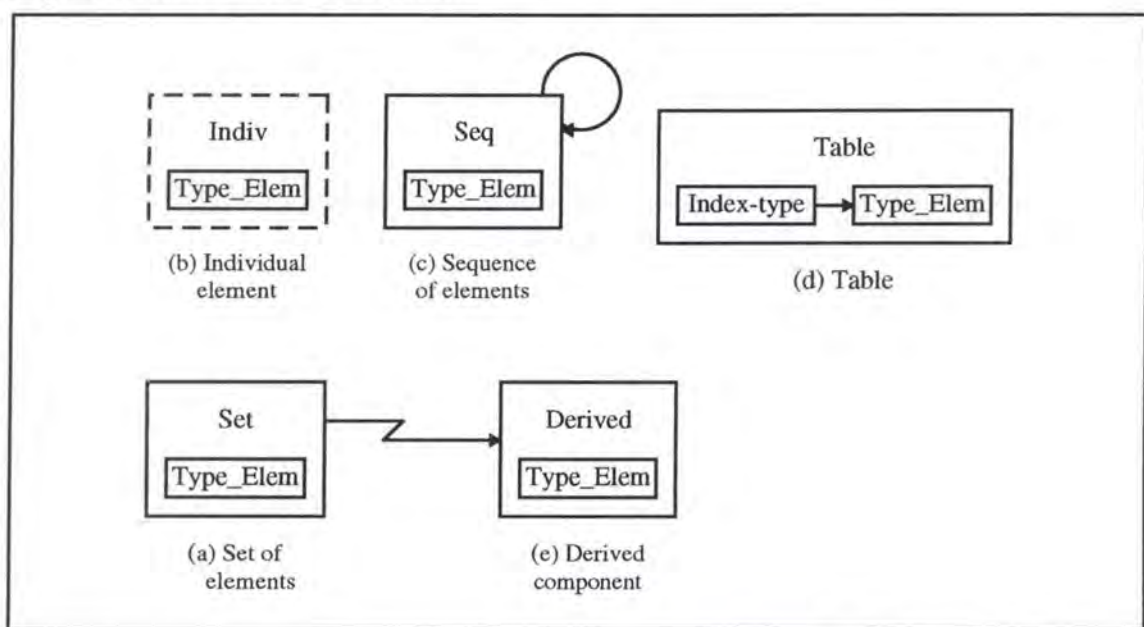 Indiv
Type_Elem
(b) Individual
element
Seq
Type_Elem
(c) Sequence
of elements
Table
Index-type
Type_Elem
(d) Table
Set
Type_Elem
(a) Set of
elements
Derived
Type_Elem
(e) Derived
component